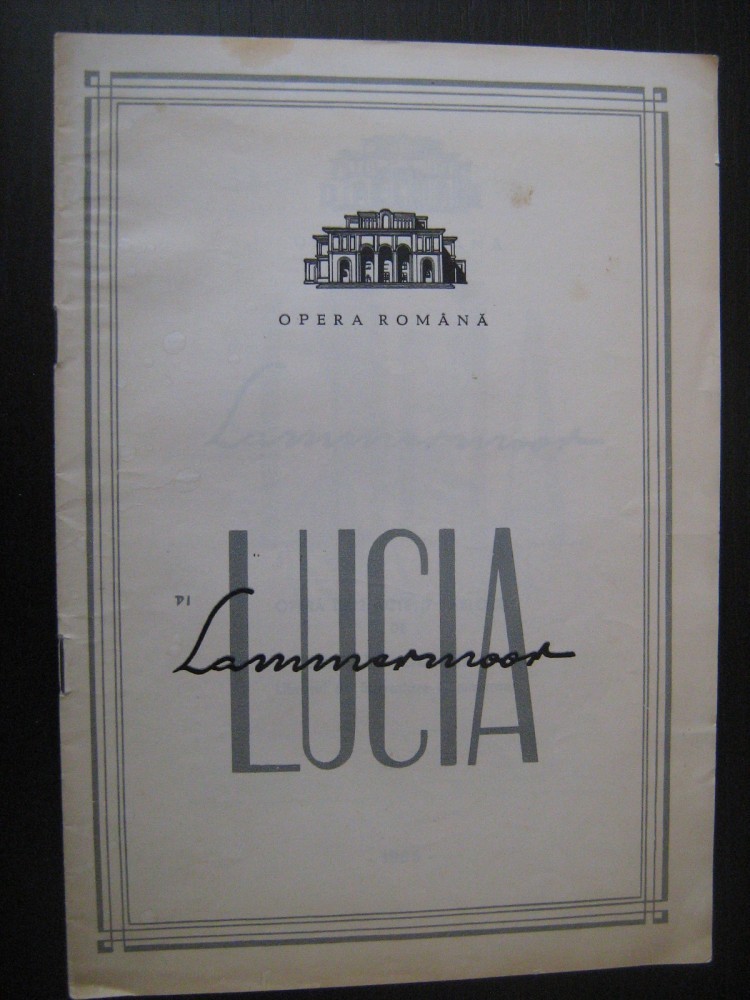 OPERA ROMÂNĂ
LUCIA
DI
Lammermoor